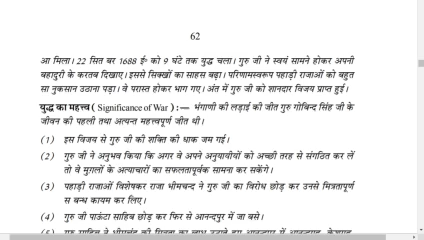 62
आ मिला। 22 सित बर 1688 ई॰ को 9 घंटे तक युद्ध चला। गुरु जी ने स्वयं सामने होकर अपनी
बहादुरी के करतब दिखाए। इससे सिक्खों का साहस बढ़ा। परिणामस्वरूप पहाड़ी राजाओं को बहुत
सा नुकसान उठाना पड़ा। वे परास्त होकर भाग गए। अंत में गुरु जी को शानदार विजय प्राप्त हुई।
युद्ध का महत्त्व ( Significance of War ) :— भंगाणी की लड़ाई की जीत गुरु गोबिन्द सिंह जी के
जीवन की पहली तथा अत्यन्त महत्त्वपूर्ण जीत थी।
(1) इस विजय से गुरु जी की शक्ति की धाक जम गई।
(2) गुरु जी ने अनुभव किया कि अगर वे अपने अनुयायीयों को अच्छी तरह से संगठित कर लें
तो वे मुग़लों के अत्याचारों का सफलतापूर्वक सामना कर सकेंगे।
(3) पहाड़ी राजाओं विशेषकर राजा भीमचन्द ने गुरु जी का विरोध छोड़ कर उनसे मित्रतापूर्ण
स बन्ध कायम कर लिए।
(4) गुरु जी पाऊंटा साहिब छोड़ कर फिर से आनन्दपुर में जा बसे।